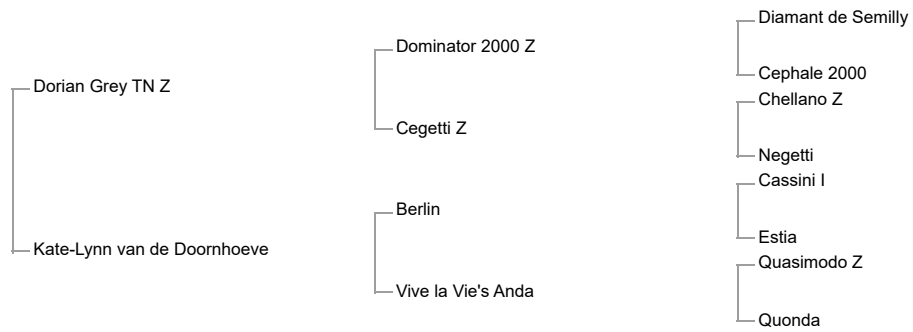 Diamant de Semilly
Dominator 2000 Z
Cephale 2000
Dorian Grey TN Z
Chellano Z
Cegetti Z
Negetti
Cassini I
Berlin
Estia
Kate-Lynn van de Doornhoeve
Quasimodo Z
Vive la Vie's Anda
Quonda